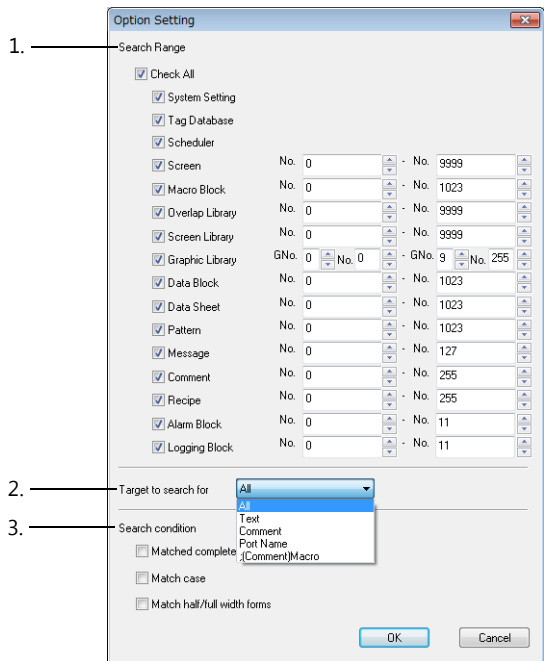 Option Setting
1. Search Range
Check All
System Setting
Tag Database
Scheduler
Screen No. 0 - No. 9999
Macro Block No. 0 - No. 1023
Overlap Library No. 0 - No. 9999
Screen Library No. 0 - No. 9999
Graphic Library GNo. 0 No. 0 - GNo. 9 No. 255
Data Block No. 0 - No. 1023
Data Sheet No. 0 - No. 1023
Pattern No. 0 - No. 1023
Message No. 0 - No. 127
Comment No. 0 - No. 255
Recipe No. 0 - No. 255
Alarm Block No. 0 - No. 11
Logging Block No. 0 - No. 11
2. Target to search for All
All
Text
Comment
Port Name
;(Comment)Macro
3. Search condition
Matched complete
Match case
Match half/full width forms
OK Cancel